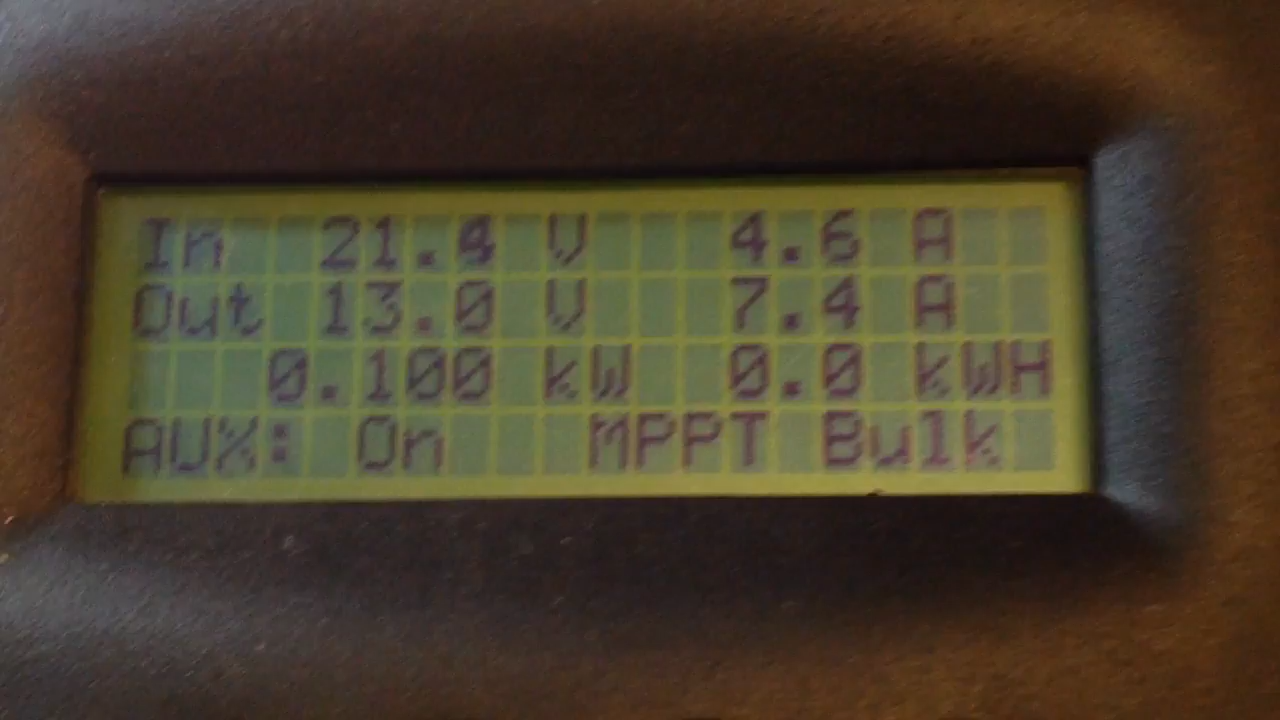 In 21.4 V 4.6 A
Out 13.0 V 7.4 A
0.100 kW 0.0 kWH
AUX: On MPPT Bulk